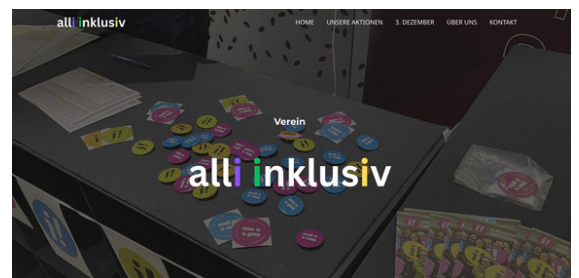 alli inklusiv
HOME UNSERE AKTIONEN 3. DEZEMBER ÜBER UNS KONTAKT
Verein
alli inklusiv